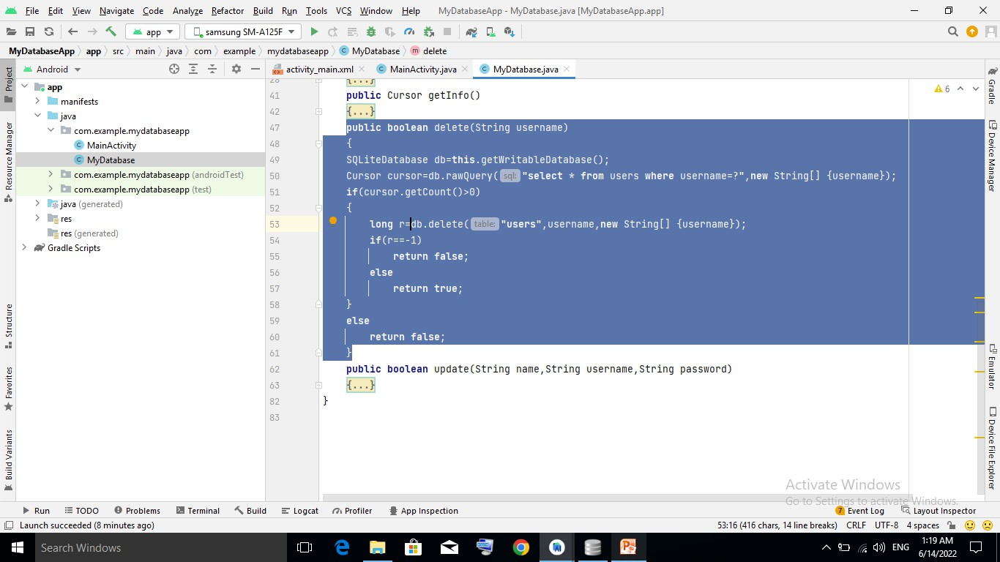 File Edit View Navigate Code Analyze Refactor Build Run Tools VCS Window Help MyDatabaseApp - MyDatabase.java [MyDatabaseApp.app]
app samsung SM-A125F
MyDatabaseApp app src main java com example mydatabaseapp MyDatabase delete
Android
activity_main.xml MainActivity.java MyDatabase.java
Project
Resource Manager
Structure
Favorites
Build Variants
app
manifests
java
com.example.mydatabaseapp
MainActivity
MyDatabase
com.example.mydatabaseapp (androidTest)
com.example.mydatabaseapp (test)
java (generated)
res
res (generated)
Gradle Scripts
28 {...}
41 public Cursor getInfo()
42 {...}
47 public boolean delete(String username)
48 {
49 SQLiteDatabase db=this.getWritableDatabase();
50 Cursor cursor=db.rawQuery( sql: "select * from users where username=?",new String[] {username});
51 if(cursor.getCount()>0)
52 {
53 long r=db.delete( table: "users",username,new String[] {username});
54 if(r==-1)
55 return false;
56 else
57 return true;
58 }
59 else
60 return false;
61 }
62 public boolean update(String name,String username,String password)
63 {...}
82 }
83
6
Gradle
Device Manager
Emulator
Device File Explorer
Activate Windows
Go to Settings to activate Windows.
Run TODO Problems Terminal Build Logcat Profiler App Inspection 7 Event Log Layout Inspector
Launch succeeded (8 minutes ago) 53:16 (416 chars, 14 line breaks) CRLF UTF-8 4 spaces
Search Windows
ENG
1:19 AM
6/14/2022